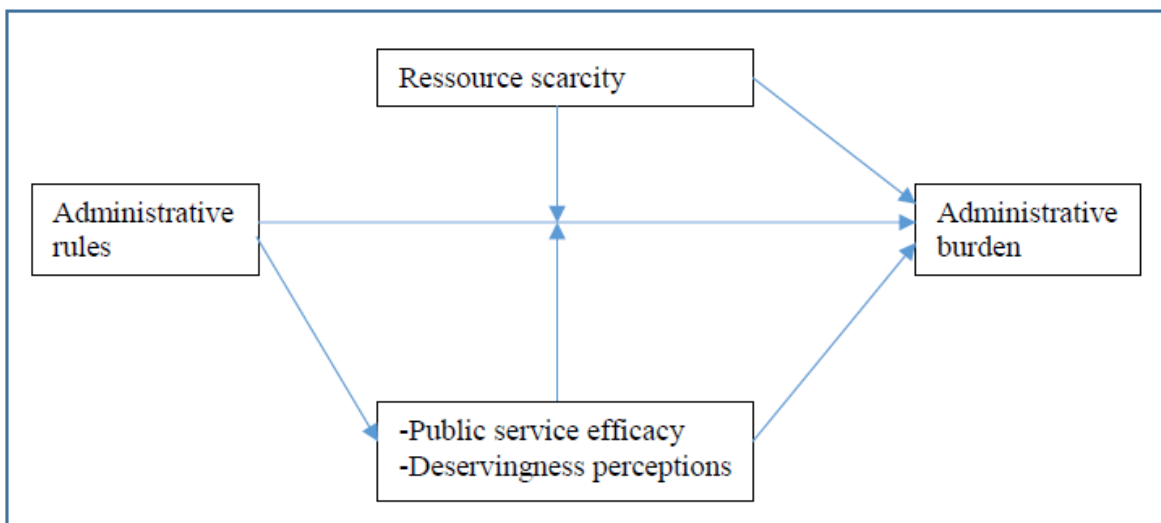 Ressource scarcity
Administrative
rules
Administrative
burden
-Public service efficacy
-Deservingness perceptions